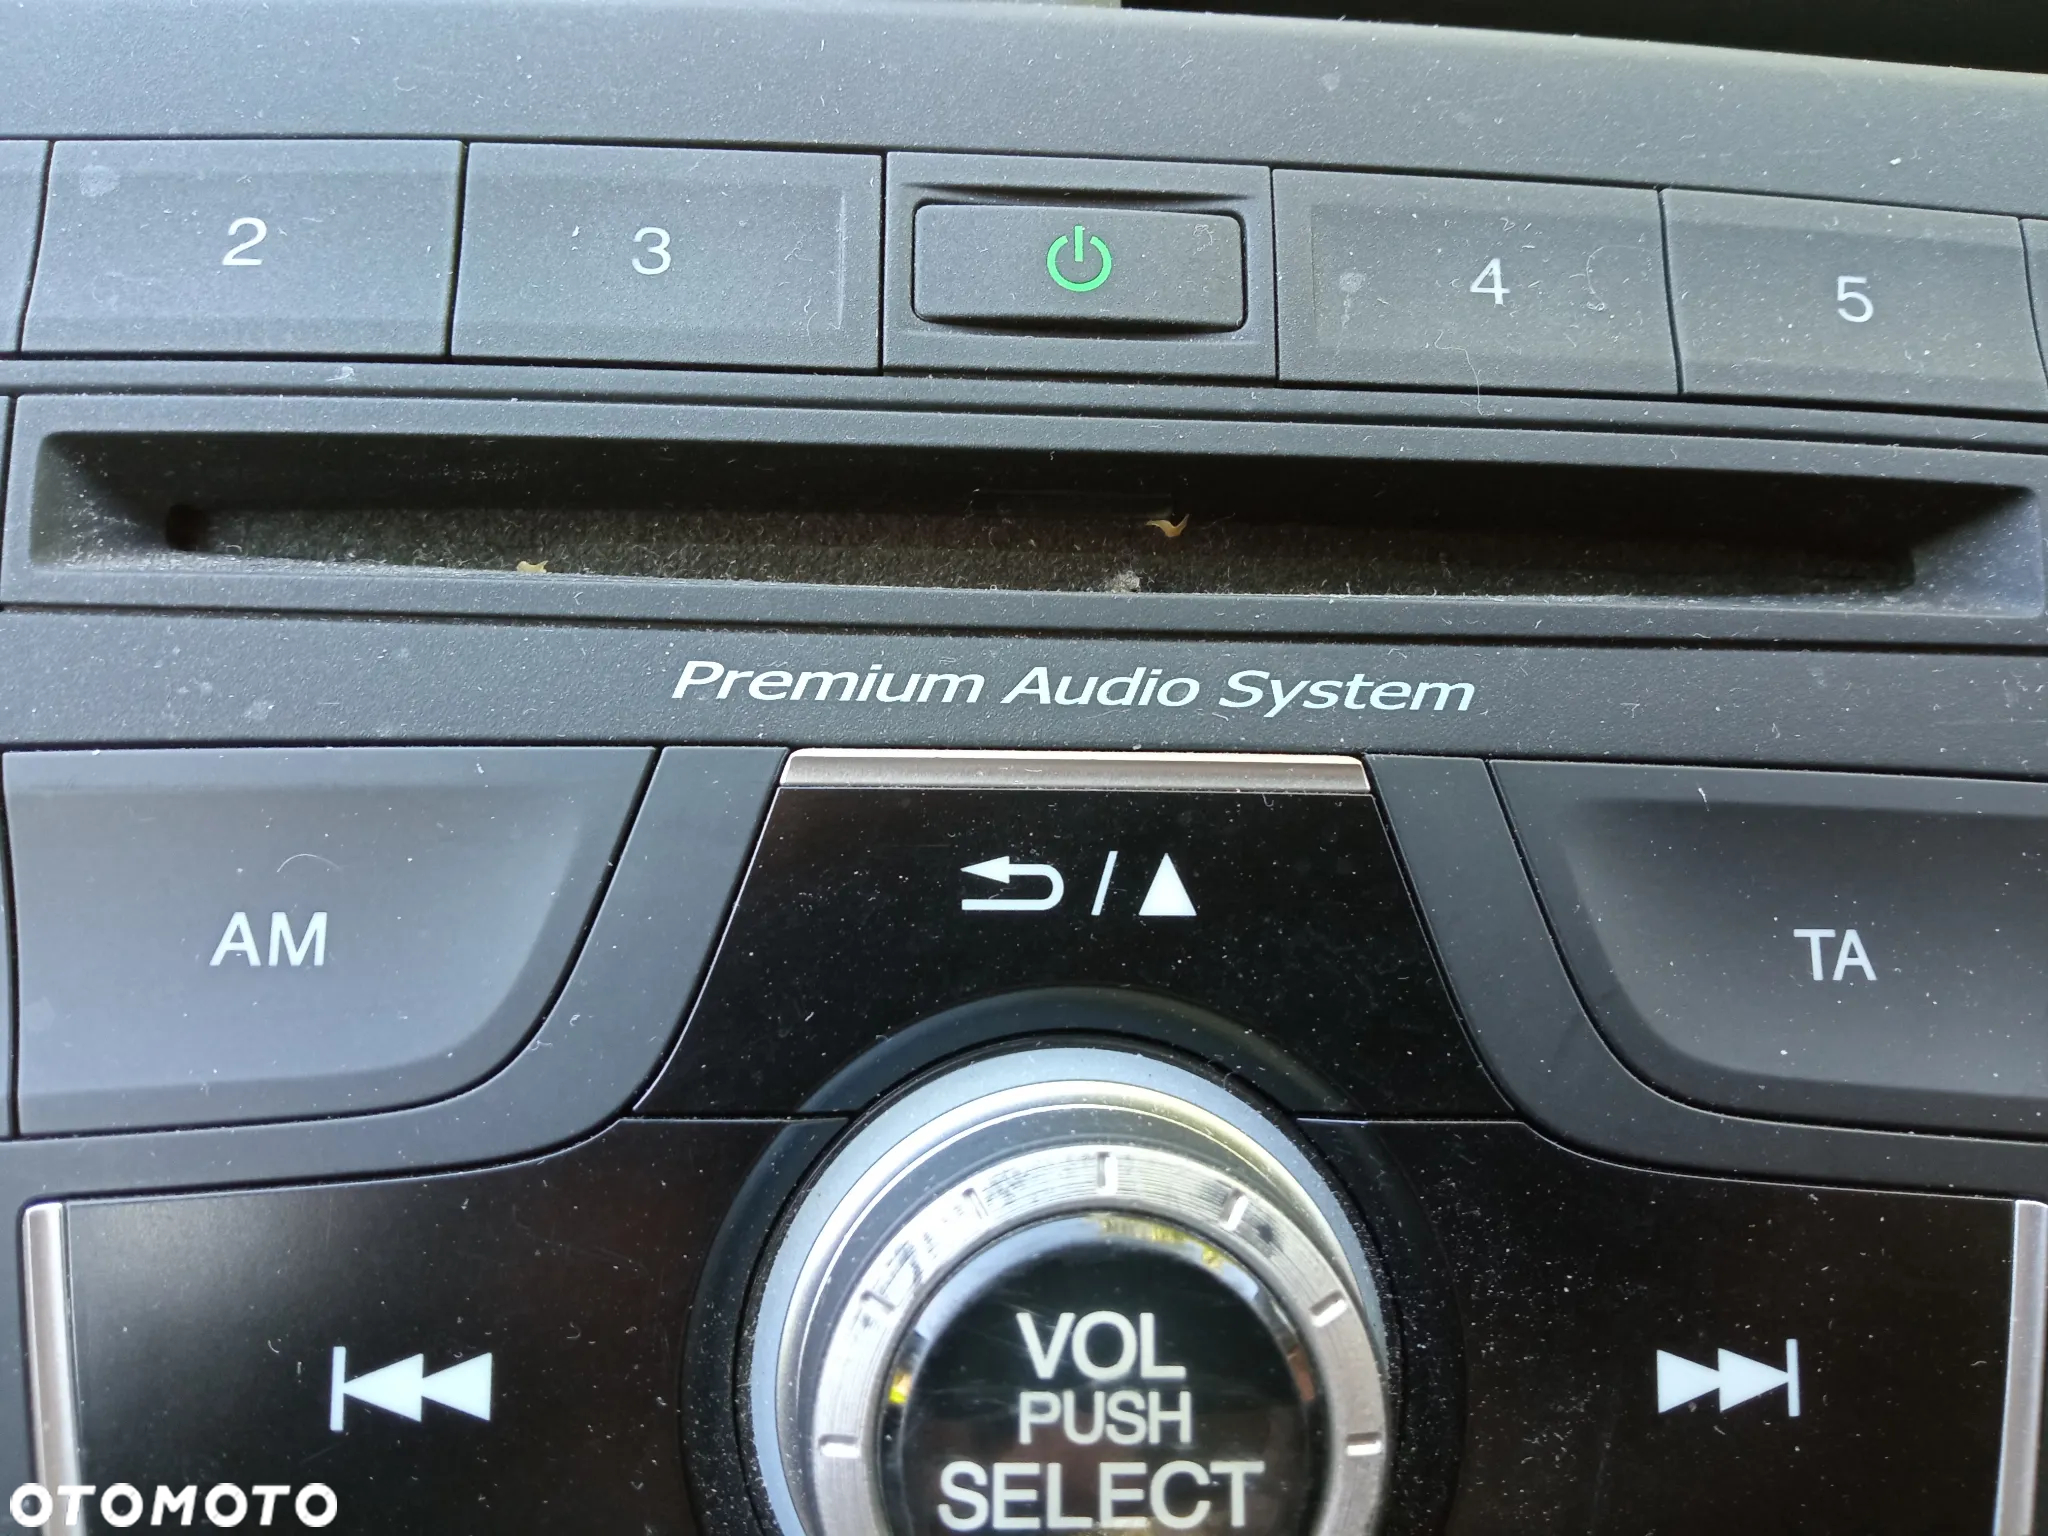 2 3 4 5
Premium Audio System
AM / TA
VOL
PUSH
SELECT
OTOMOTO